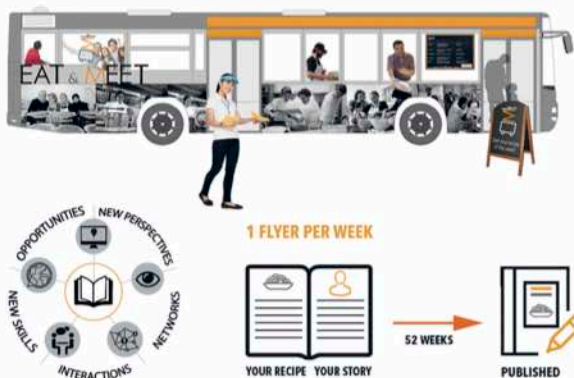 EAT & MEET
OPPORTUNITIES
NEW PERSPECTIVES
NETWORKS
INTERACTIONS
NEW SKILLS
1 FLYER PER WEEK
YOUR RECIPE YOUR STORY
52 WEEKS
PUBLISHED